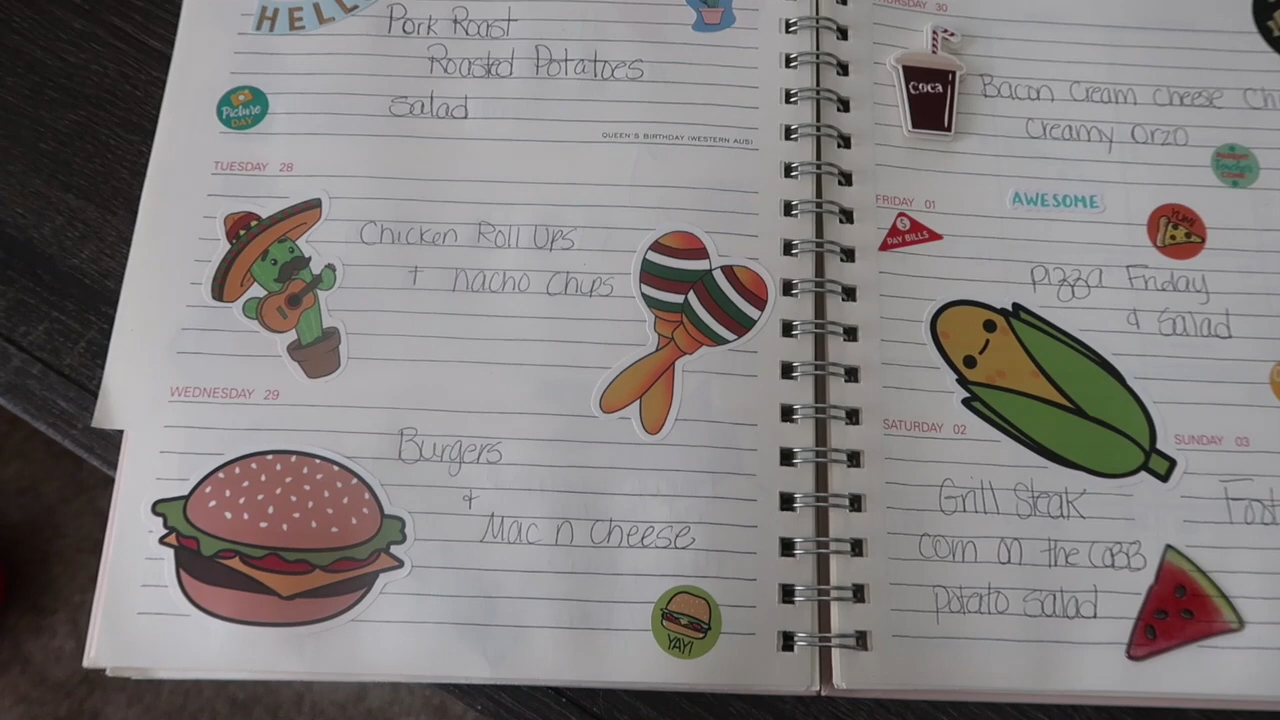 HELL
Pork Roast
Roasted Potatoes
Picture
DAY
Salad
QUEEN'S BIRTHDAY (WESTERN AUS)
TUESDAY 28
Chicken Roll Ups
+ nacho chips
WEDNESDAY 29
Burgers
+
Mac n Cheese
YAY!
30
Coca
Bacon Cream cheese Ch
Creamy Orzo
FRIDAY 01
AWESOME
YUM!
$
PAY BILLS
Pizza Friday
& Salad
SATURDAY 02
SUNDAY 03
Grill Steak
Corn on the CoBB
Potato Salad